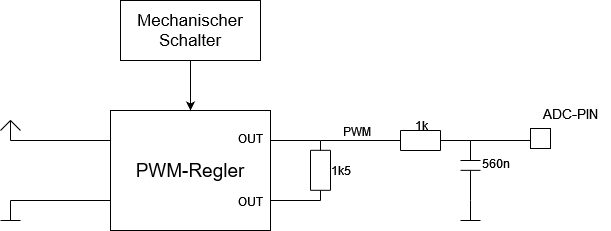 Mechanischer
Schalter
ADC-PIN
OUT
PWM
1k
PWM-Regler
1k5
560n
OUT